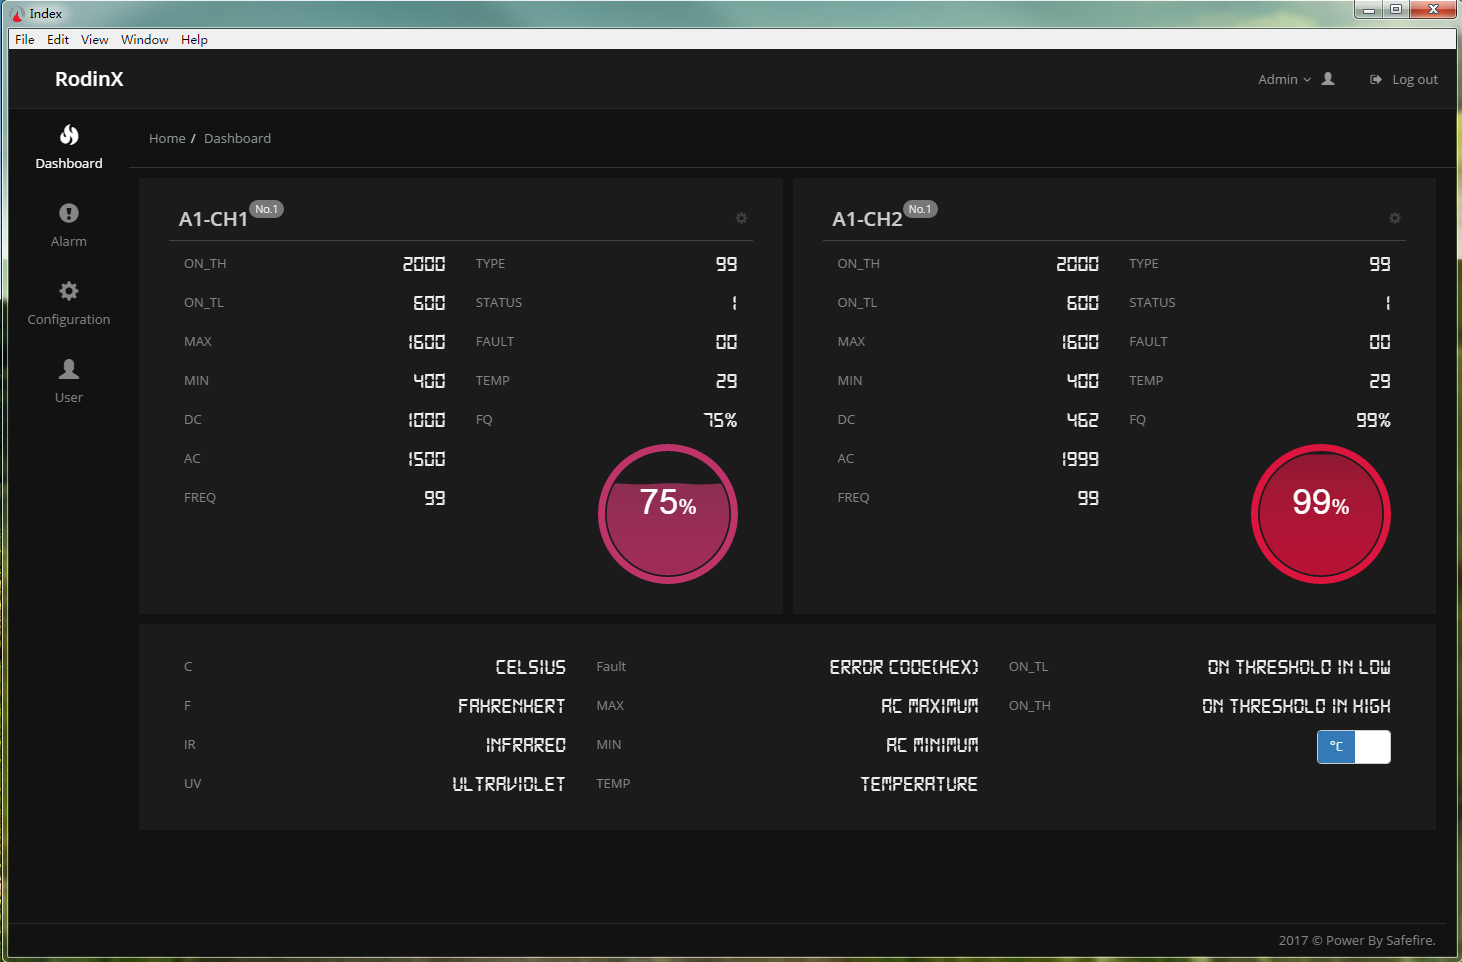 Index
File Edit View Window Help
RodinX
Admin
Log out
Dashboard
Alarm
Configuration
User
Home / Dashboard
A1-CH1 No.1
ON_TH 2000 TYPE 99
ON_TL 600 STATUS 1
MAX 1600 FAULT 00
MIN 400 TEMP 29
DC 1000 FQ 75%
AC 1500
FREQ 99
75%
A1-CH2 No.1
ON_TH 2000 TYPE 99
ON_TL 600 STATUS 1
MAX 1600 FAULT 00
MIN 400 TEMP 29
DC 462 FQ 99%
AC 1999
FREQ 99
99%
C CELSIUS Fault ERROR CODE(HEX) ON_TL ON THRESHOLD IN LOW
F FAHRENHERT MAX AC MAXIMUM ON_TH ON THRESHOLD IN HIGH
IR INFRARED MIN AC MINIMUM °C
UV ULTRAVIOLET TEMP TEMPERATURE
2017 © Power By Safefire.